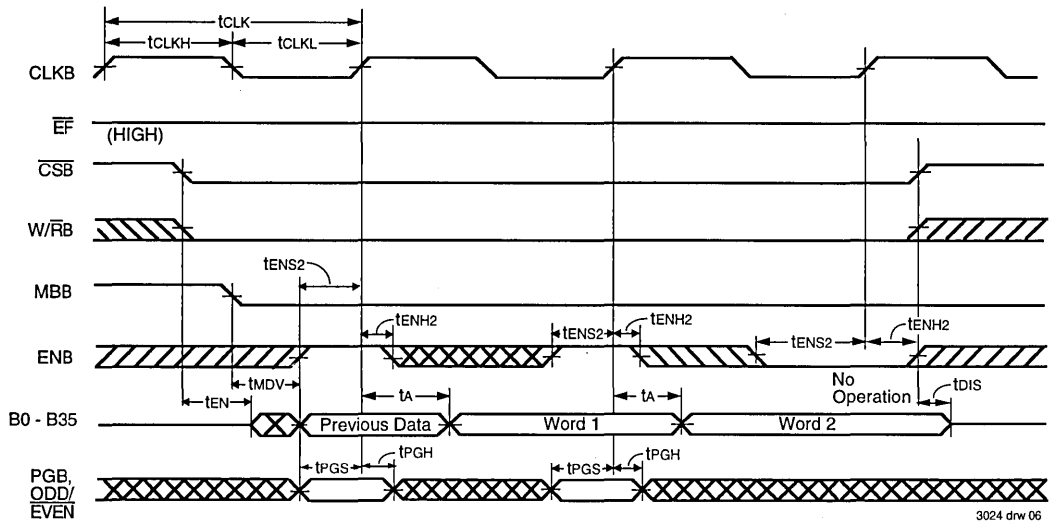 tCLK
tCLKH
tCLKL
CLKB
EF
(HIGH)
CSB
W/RB
tENS2
MBB
tENH2
tENS2
tENH2
tENS2
tENH2
ENB
tMDV
tEN
tA
tA
No
Operation
tDIS
B0 - B35
Previous Data
Word 1
Word 2
tPGS
tPGH
tPGS
tPGH
PGB,
ODD/
EVEN
3024 drw 06